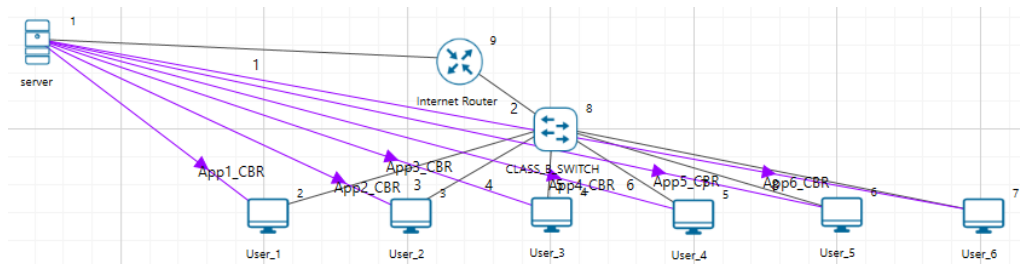 1
9
server
1
Internet Router
2
8
CLASS_B_SWITCH
App1_CBR
App2_CBR
App3_CBR
App4_CBR
App5_CBR
App6_CBR
2
3
3
4
4
6
5
6
7
User_1
User_2
User_3
User_4
User_5
User_6